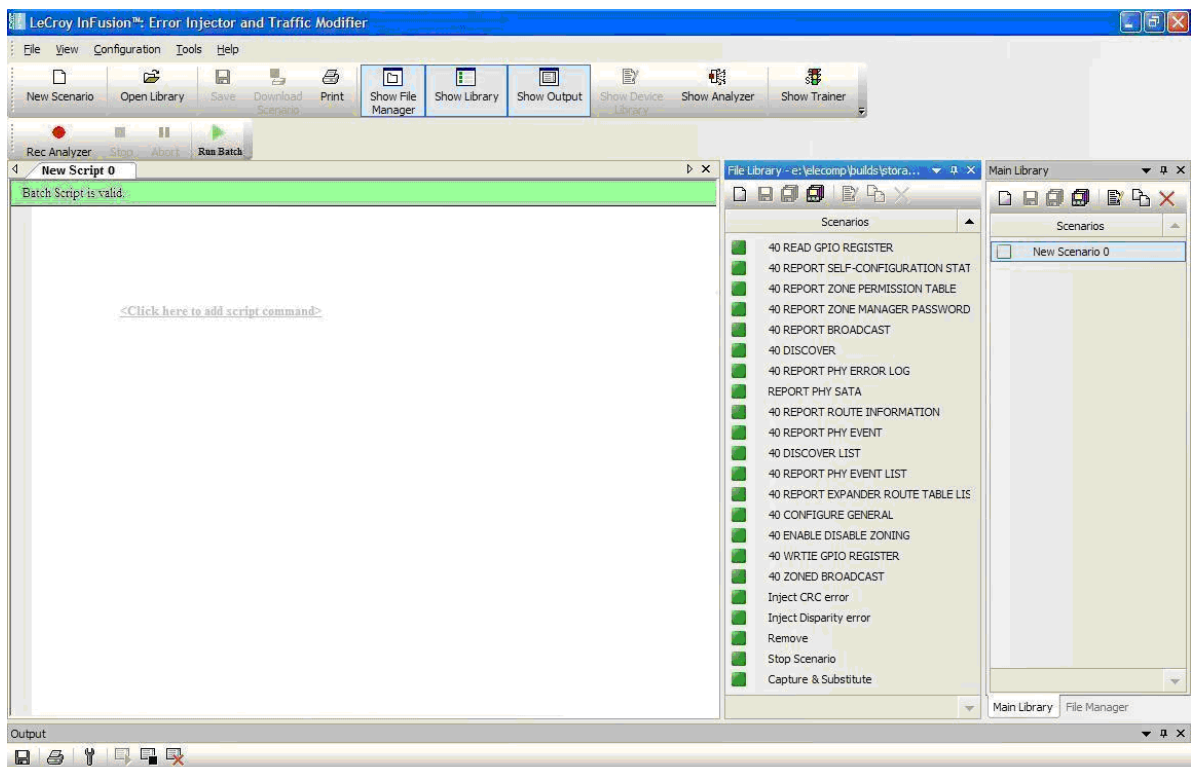 LeCroy InFusion™: Error Injector and Traffic Modifier
File View Configuration Tools Help
New Scenario Open Library Save Download Scenario Print Show File Manager Show Library Show Output Show Device Library Show Analyzer Show Trainer
Rec Analyzer Stop Abort Run Batch
New Script 0
Batch Script is valid.
<Click here to add script command>
File Library - e:\elecomp\builds\stora...
Scenarios
40 READ GPIO REGISTER
40 REPORT SELF-CONFIGURATION STAT
40 REPORT ZONE PERMISSION TABLE
40 REPORT ZONE MANAGER PASSWORD
40 REPORT BROADCAST
40 DISCOVER
40 REPORT PHY ERROR LOG
REPORT PHY SATA
40 REPORT ROUTE INFORMATION
40 REPORT PHY EVENT
40 DISCOVER LIST
40 REPORT PHY EVENT LIST
40 REPORT EXPANDER ROUTE TABLE LIS
40 CONFIGURE GENERAL
40 ENABLE DISABLE ZONING
40 WRTIE GPIO REGISTER
40 ZONED BROADCAST
Inject CRC error
Inject Disparity error
Remove
Stop Scenario
Capture & Substitute
Main Library
Scenarios
New Scenario 0
Main Library File Manager
Output